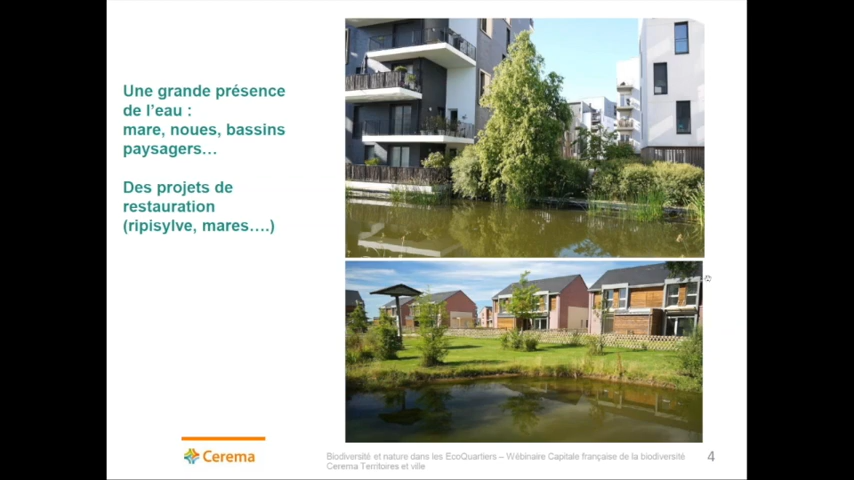 Une grande présence
de l’eau :
mare, noues, bassins
paysagers…
Des projets de
restauration
(ripisylve, mares….)
Cerema
Biodiversité et nature dans les EcoQuartiers – Wébinaire Capitale française de la biodiversité
Cerema Territoires et ville
4